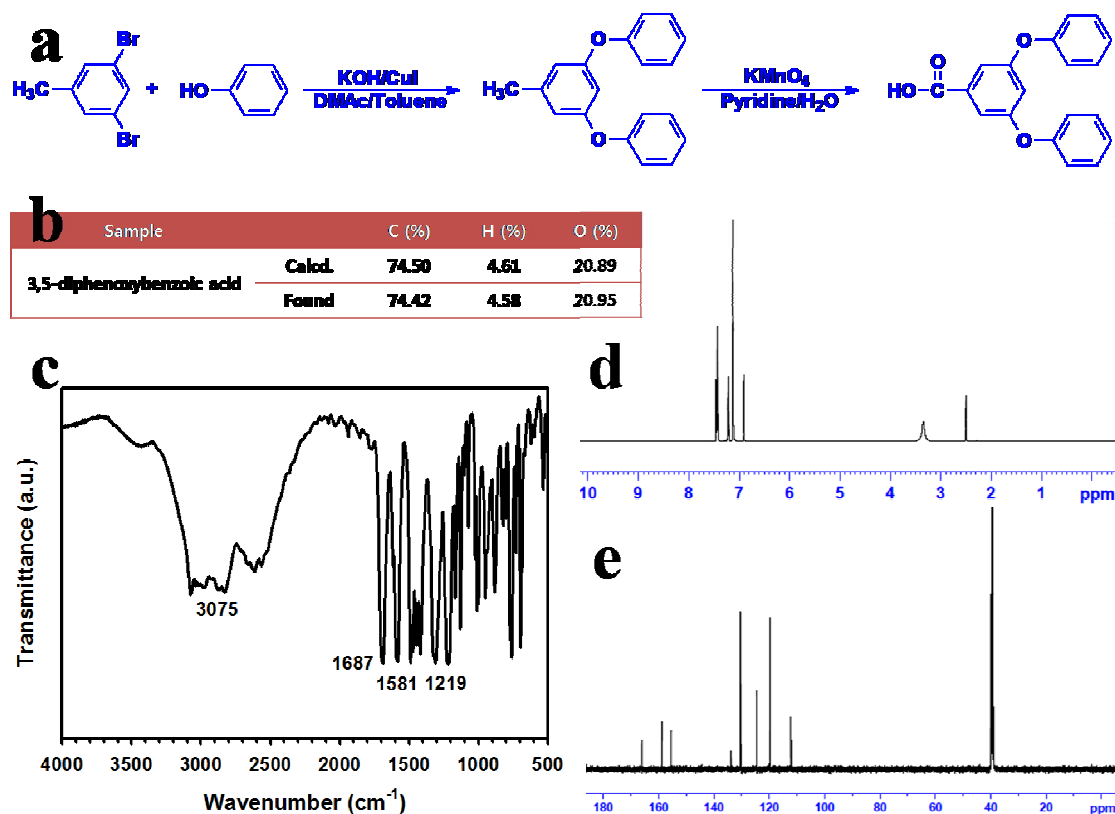 a
Br
H₃C
+
HO
Br
KOH/CuI
DMAc/Toluene
O
H₃C
O
KMnO₄
Pyridine/H₂O
O
HO-C
O
O
b
Sample C (%) H (%) O (%)
3,5-diphenoxybenzoic acid
Calcd. 74.50 4.61 20.89
Found 74.42 4.58 20.95
c
Transmittance (a.u.)
3075
1687
1581 1219
4000 3500 3000 2500 2000 1500 1000 500
Wavenumber (cm⁻¹)
d
10 9 8 7 6 5 4 3 2 1 ppm
e
180 160 140 120 100 80 60 40 20 ppm